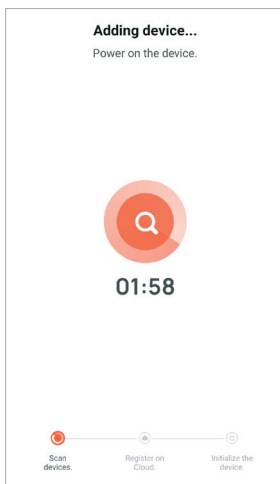 Adding device...
Power on the device.
01:58
Scan
devices.
Register on
Cloud.
Initialize the
device.